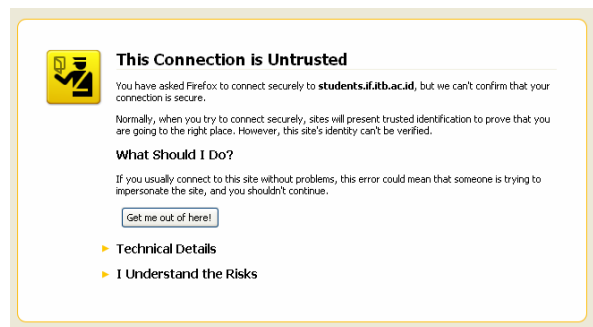 This Connection is Untrusted
You have asked Firefox to connect securely to students.if.itb.ac.id, but we can't confirm that your
connection is secure.
Normally, when you try to connect securely, sites will present trusted identification to prove that you
are going to the right place. However, this site's identity can't be verified.
What Should I Do?
If you usually connect to this site without problems, this error could mean that someone is trying to
impersonate the site, and you shouldn't continue.
Get me out of here!
Technical Details
I Understand the Risks